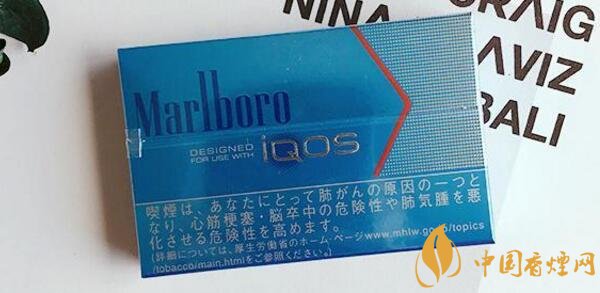 NINA CRAIG
AVIZ
BALI
Marlboro
DESIGNED
FOR USE WITH
IQOS
喫煙は、あなたにとって肺がんの原因の一つと
なり、心筋梗塞・脳卒中の危険性や肺気腫を悪
化させる危険性を高めます。
(詳細については、厚生労働省のホーム・ページwww.mhlw.go.jp/topics
/tobacco/main.htmlをご参照ください。)
中国香烟网